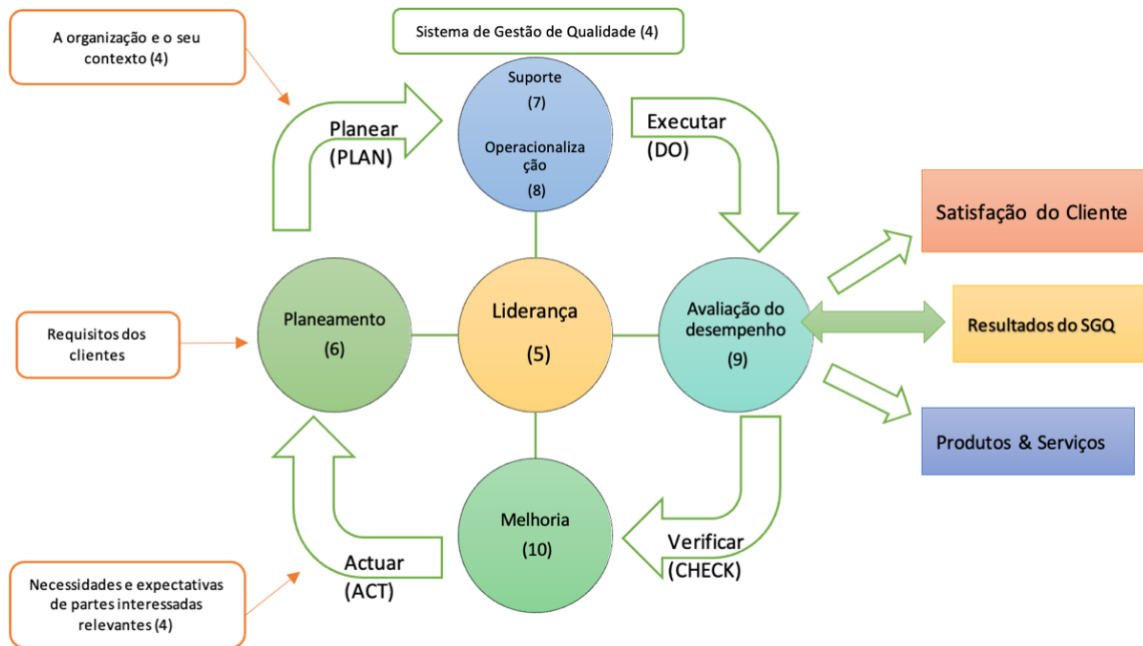 A organização e o seu
contexto (4)
Sistema de Gestão de Qualidade (4)
Suporte
(7)
Operacionaliza
ção
(8)
Planear
(PLAN)
Executar
(DO)
Satisfação do Cliente
Requisitos dos
clientes
Planeamento
(6)
Liderança
(5)
Avaliação do
desempenho
(9)
Resultados do SGQ
Produtos & Serviços
Melhoria
(10)
Actuar
(ACT)
Verificar
(CHECK)
Necessidades e expectativas
de partes interessadas
relevantes (4)